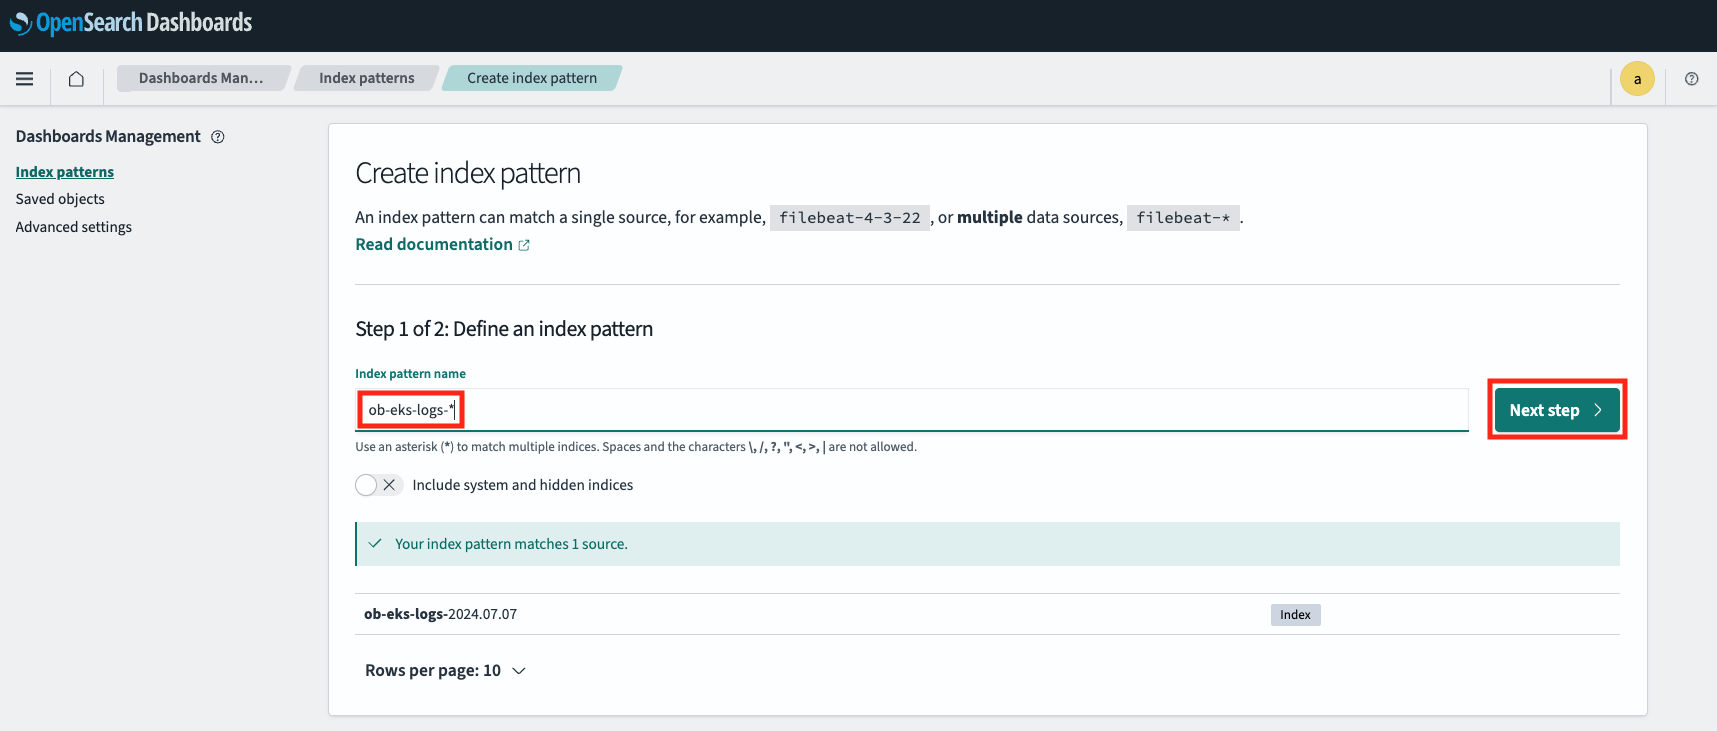 OpenSearch Dashboards
Dashboards Man... Index patterns Create index pattern a
Dashboards Management
Index patterns
Saved objects
Advanced settings
Create index pattern
An index pattern can match a single source, for example, filebeat-4-3-22 , or multiple data sources, filebeat-* .
Read documentation
Step 1 of 2: Define an index pattern
Index pattern name
ob-eks-logs-*
Next step
Use an asterisk (*) to match multiple indices. Spaces and the characters \, /, ?, ", <, >, | are not allowed.
Include system and hidden indices
Your index pattern matches 1 source.
ob-eks-logs-2024.07.07 Index
Rows per page: 10